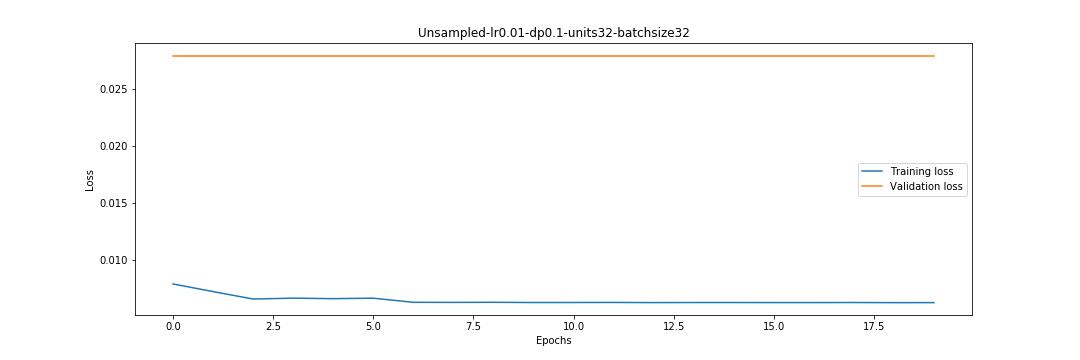 Unsampled-lr0.01-dp0.1-units32-batchsize32
0.025
0.020
0.015
0.010
Loss
Training loss
Validation loss
0.0 2.5 5.0 7.5 10.0 12.5 15.0 17.5
Epochs